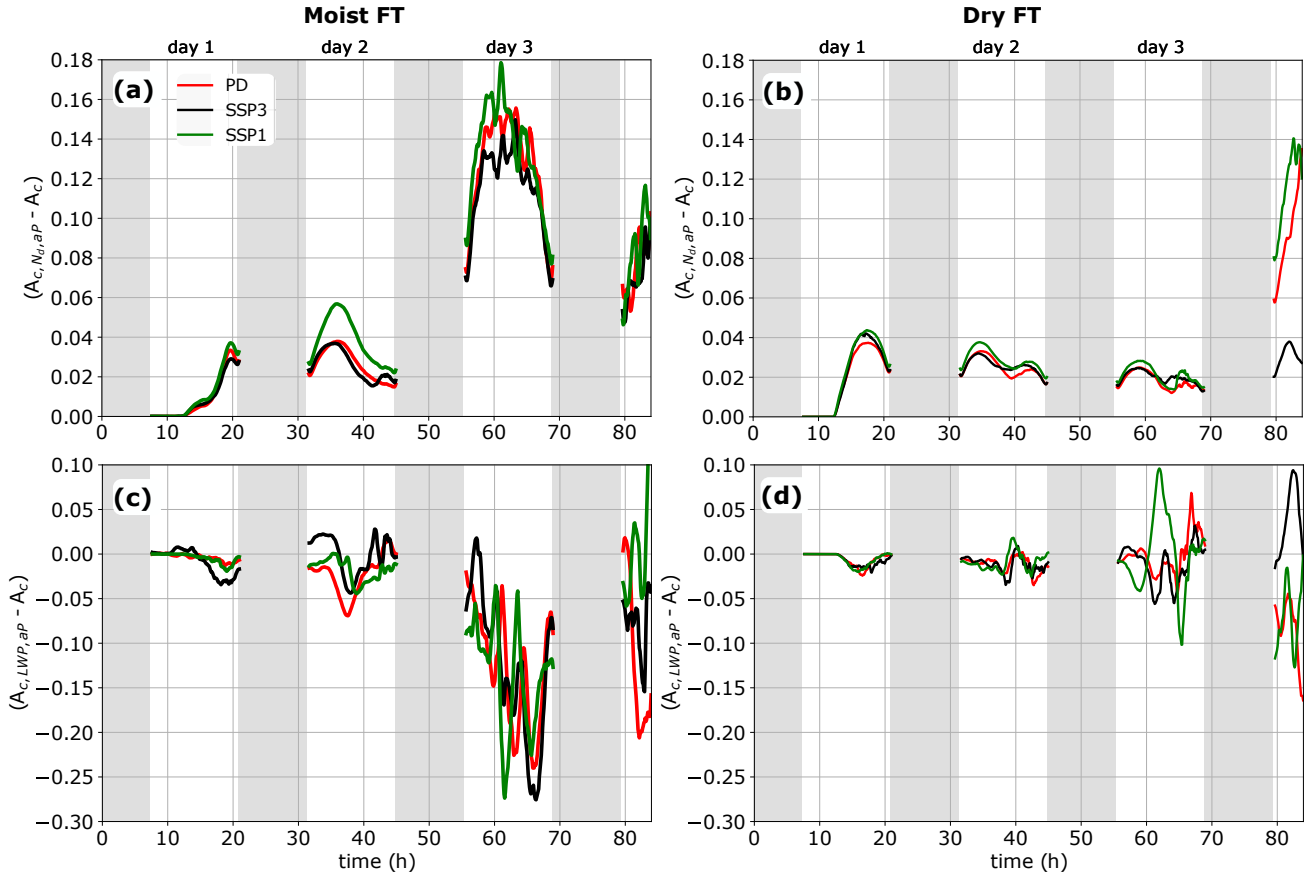 Moist FT
Dry FT
day 1 day 2 day 3
day 1 day 2 day 3
(a)
PD
SSP3
SSP1
0.18
0.16
0.14
0.12
0.10
0.08
0.06
0.04
0.02
0.00
(A_c,N_d,aP - A_c)
0 10 20 30 40 50 60 70 80
(b)
0.18
0.16
0.14
0.12
0.10
0.08
0.06
0.04
0.02
0.00
(A_c,N_d,aP - A_c)
0 10 20 30 40 50 60 70 80
(c)
0.10
0.05
0.00
−0.05
−0.10
−0.15
−0.20
−0.25
−0.30
(A_c,LWP,aP - A_c)
0 10 20 30 40 50 60 70 80
time (h)
(d)
0.10
0.05
0.00
−0.05
−0.10
−0.15
−0.20
−0.25
−0.30
(A_c,LWP,aP - A_c)
0 10 20 30 40 50 60 70 80
time (h)